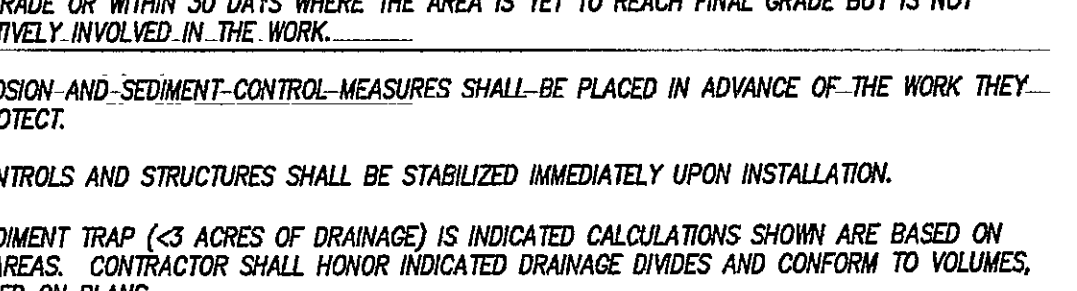 GRADE OR WITHIN 30 DAYS WHERE THE AREA IS YET TO REACH FINAL GRADE BUT IS NOT
TIVELY INVOLVED IN THE WORK.
OSION AND SEDIMENT CONTROL MEASURES SHALL BE PLACED IN ADVANCE OF THE WORK THEY
OTECT.
NTROLS AND STRUCTURES SHALL BE STABILIZED IMMEDIATELY UPON INSTALLATION.
DIMENT TRAP (<3 ACRES OF DRAINAGE) IS INDICATED CALCULATIONS SHOWN ARE BASED ON
AREAS. CONTRACTOR SHALL HONOR INDICATED DRAINAGE DIVIDES AND CONFORM TO VOLUMES,
ON PLANS